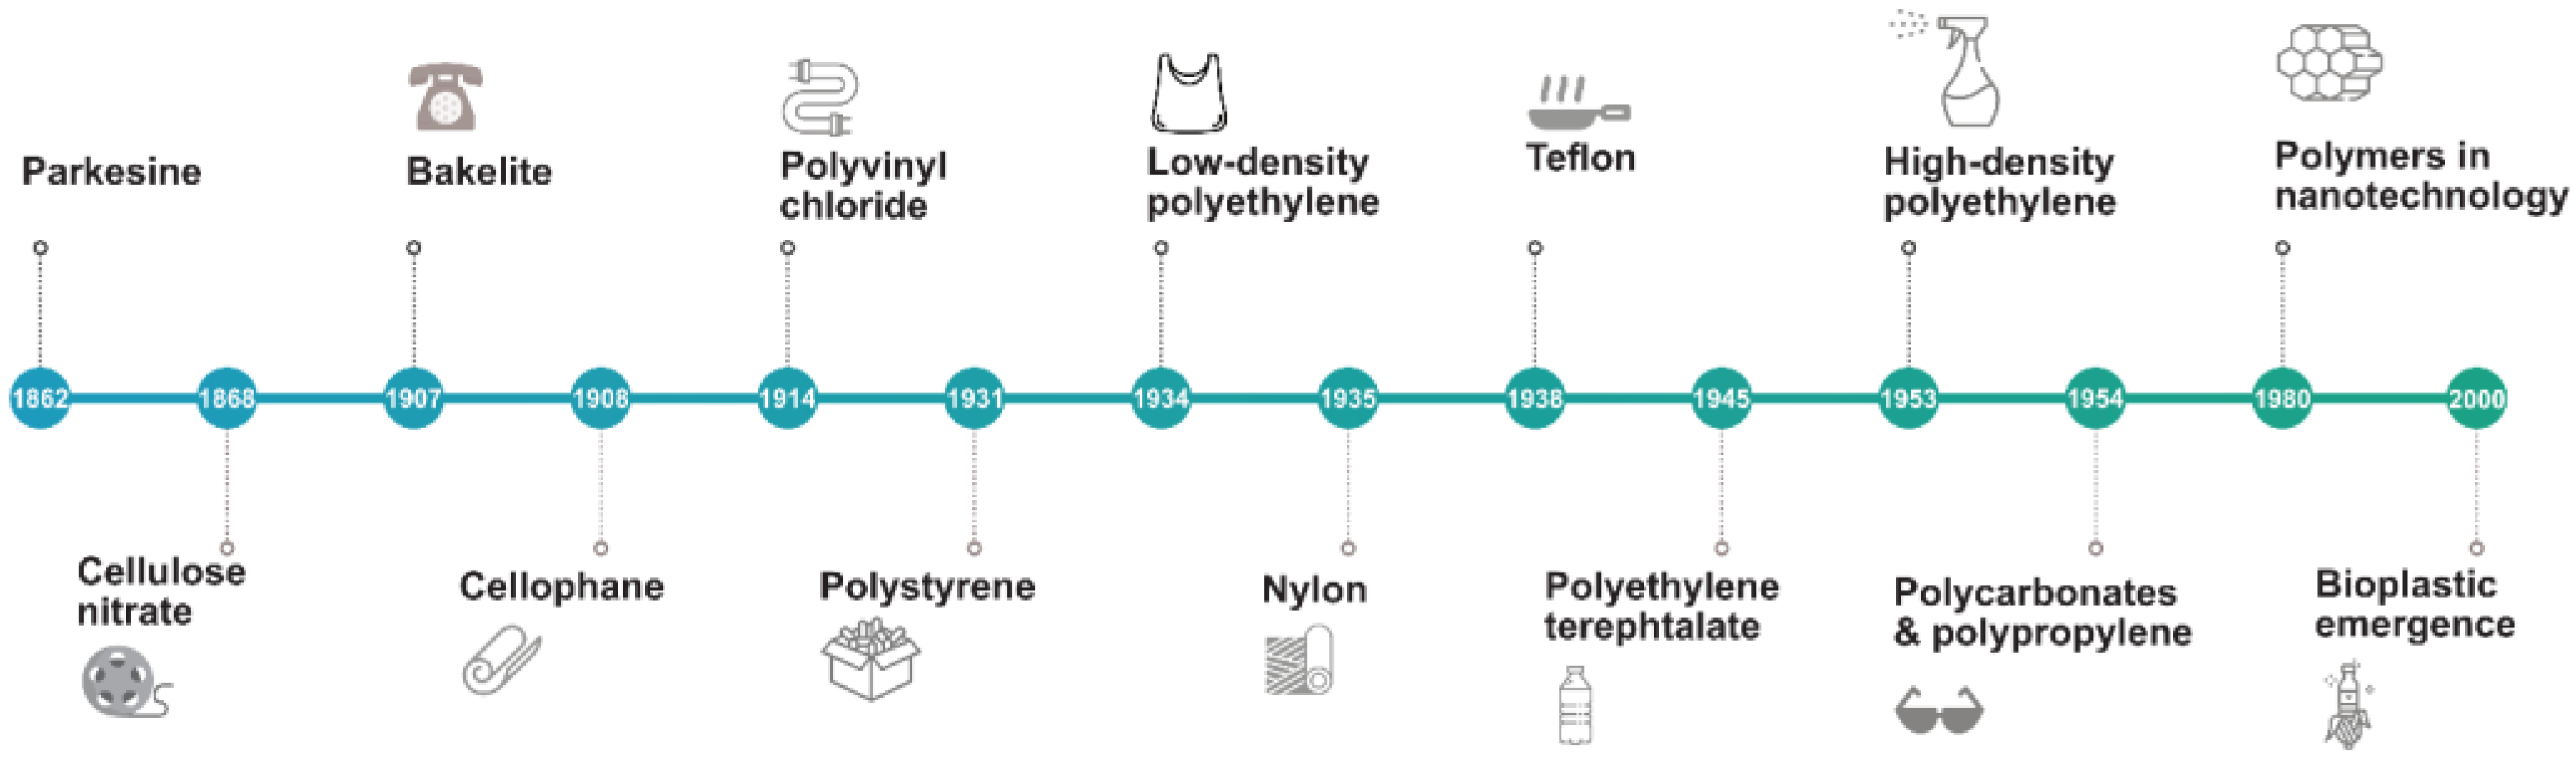 Parkesine
Bakelite
Polyvinyl
chloride
Low-density
polyethylene
Teflon
High-density
polyethylene
Polymers in
nanotechnology
1862
1868
1907
1908
1914
1931
1934
1935
1938
1945
1953
1954
1980
2000
Cellulose
nitrate
Cellophane
Polystyrene
Nylon
Polyethylene
terephtalate
Polycarbonates
& polypropylene
Bioplastic
emergence